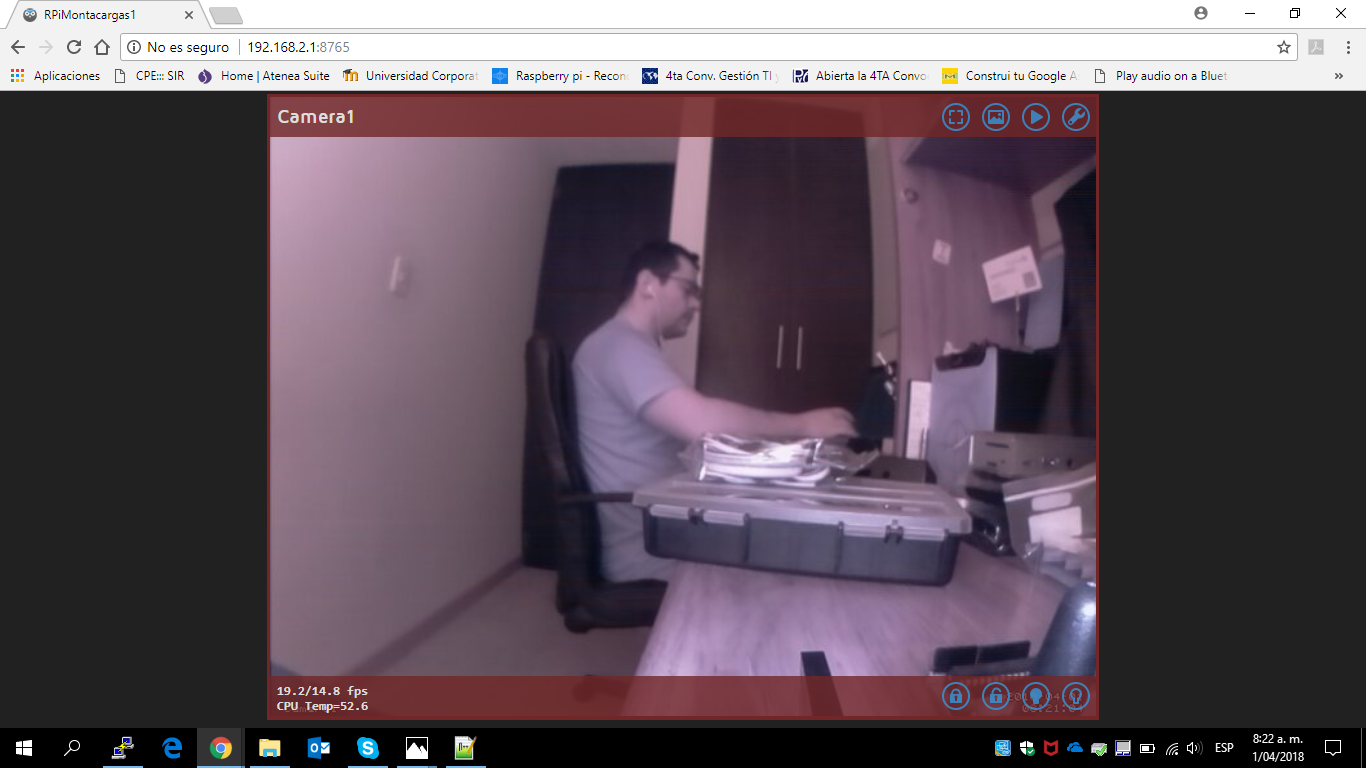 RPiMontacargas1
No es seguro
192.168.2.1:8765
Aplicaciones
CPE::: SIR
Home | Atenea Suite
Universidad Corporat
Raspberry pi - Recon
4ta Conv. Gestión TI y
Abierta la 4TA Convo
Construi tu Google A
Play audio on a Bluet
»
Camera1
19.2/14.8 fps
CPU Temp=52.6
ESP
8:22 a. m.
1/04/2018